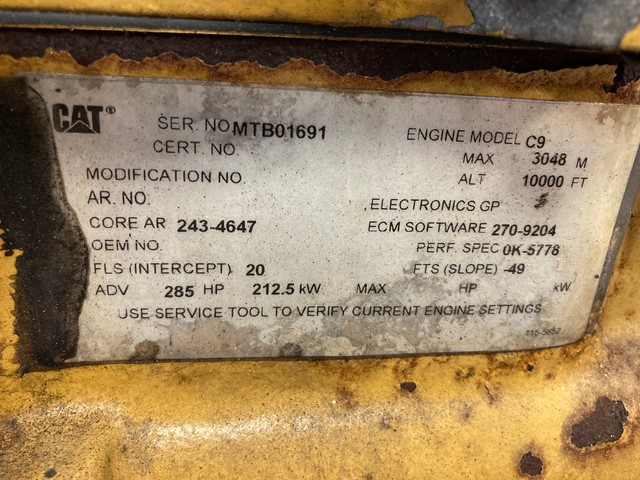 CAT®
SER. NO. MTB01691
ENGINE MODEL C9
CERT. NO.
MAX 3048 M
MODIFICATION NO.
ALT 10000 FT
AR. NO.
ELECTRONICS GP
CORE AR 243-4647
ECM SOFTWARE 270-9204
OEM NO.
PERF. SPEC 0K-5778
FLS (INTERCEPT) 20
FTS (SLOPE) -49
ADV 285 HP 212.5 kW MAX HP kW
USE SERVICE TOOL TO VERIFY CURRENT ENGINE SETTINGS